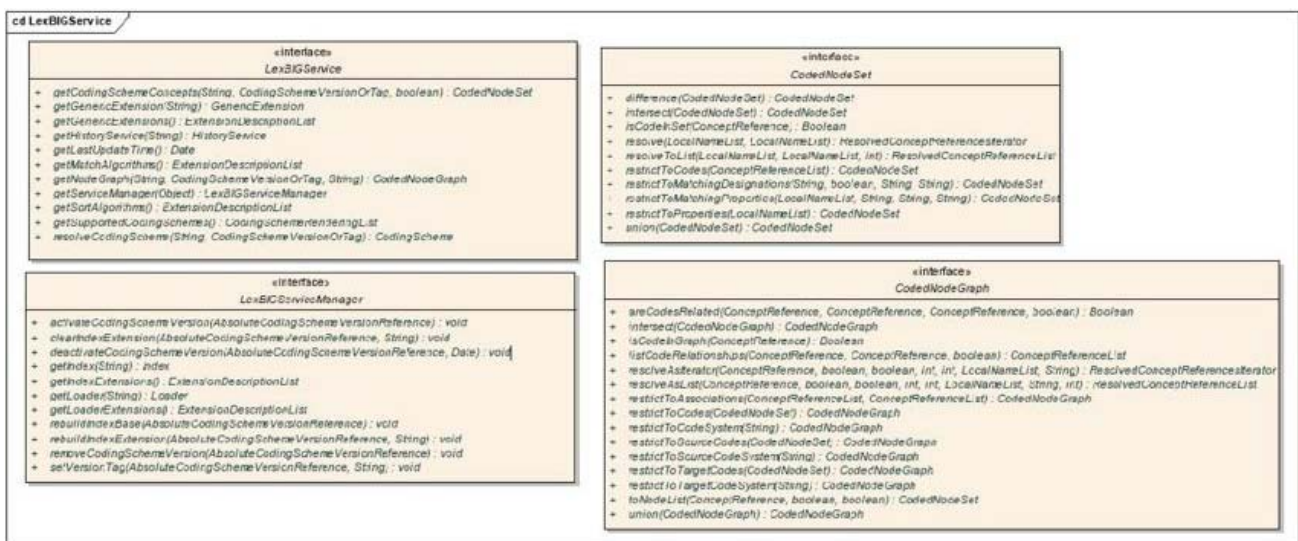 cd LexBIGService
«interface»
LexBIGService
+ getCodingSchemeConcepts(String, CodingSchemeVersionOrTag, boolean) : CodedNodeSet
+ getGenericExtension(String) : GenericExtension
+ getGenericExtensions() : ExtensionDescriptionList
+ getHistoryService(String) : HistoryService
+ getLastUpdateTime() : Date
+ getMatchAlgorithms() : ExtensionDescriptionList
+ getNodeGraph(String, CodingSchemeVersionOrTag, String) : CodedNodeGraph
+ getServiceManager(Object) : LexBIGServiceManager
+ getSortAlgorithms() : ExtensionDescriptionList
+ getSupportedCodingSchemes() : CodingSchemeRenderingList
+ resolveCodingScheme(String, CodingSchemeVersionOrTag) : CodingScheme
«interface»
CodedNodeSet
+ difference(CodedNodeSet) : CodedNodeSet
+ intersect(CodedNodeSet) : CodedNodeSet
+ isCodeInSet(ConceptReference) : Boolean
+ resolve(LocalNameList, LocalNameList) : ResolvedConceptReferencesIterator
+ resolveToList(LocalNameList, LocalNameList, int) : ResolvedConceptReferenceList
+ restrictToCodes(ConceptReferenceList) : CodedNodeSet
+ restrictToMatchingDesignations(String, boolean, String, String) : CodedNodeSet
+ restrictToMatchingProperties(LocalNameList, String, String, String) : CodedNodeSet
+ restrictToProperties(LocalNameList) : CodedNodeSet
+ union(CodedNodeSet) : CodedNodeSet
«interface»
LexBIGServiceManager
+ activateCodingSchemeVersion(AbsoluteCodingSchemeVersionReference) : void
+ clearIndexExtension(AbsoluteCodingSchemeVersionReference, String) : void
+ deactivateCodingSchemeVersion(AbsoluteCodingSchemeVersionReference, Date) : void
+ getIndex(String) : Index
+ getIndexExtensions() : ExtensionDescriptionList
+ getLoader(String) : Loader
+ getLoaderExtensions() : ExtensionDescriptionList
+ rebuildIndexBase(AbsoluteCodingSchemeVersionReference) : void
+ rebuildIndexExtension(AbsoluteCodingSchemeVersionReference, String) : void
+ removeCodingSchemeVersion(AbsoluteCodingSchemeVersionReference) : void
+ setVersionTag(AbsoluteCodingSchemeVersionReference, String) : void
«interface»
CodedNodeGraph
+ areCodesRelated(ConceptReference, ConceptReference, ConceptReference, boolean) : Boolean
+ intersect(CodedNodeGraph) : CodedNodeGraph
+ isCodeInGraph(ConceptReference) : Boolean
+ listCodeRelationships(ConceptReference, ConceptReference, boolean) : ConceptReferenceList
+ resolveAsIterator(ConceptReference, boolean, boolean, int, int, LocalNameList, String) : ResolvedConceptReferencesIterator
+ resolveAsList(ConceptReference, boolean, boolean, int, int, LocalNameList, String, int) : ResolvedConceptReferenceList
+ restrictToAssociations(ConceptReferenceList, ConceptReferenceList) : CodedNodeGraph
+ restrictToCodes(CodedNodeSet) : CodedNodeGraph
+ restrictToCodeSystem(String) : CodedNodeGraph
+ restrictToSourceCodes(CodedNodeSet) : CodedNodeGraph
+ restrictToSourceCodeSystem(String) : CodedNodeGraph
+ restrictToTargetCodes(CodedNodeSet) : CodedNodeGraph
+ restrictToTargetCodeSystem(String) : CodedNodeGraph
+ toNodeList(ConceptReference, boolean, boolean) : CodedNodeSet
+ union(CodedNodeGraph) : CodedNodeGraph